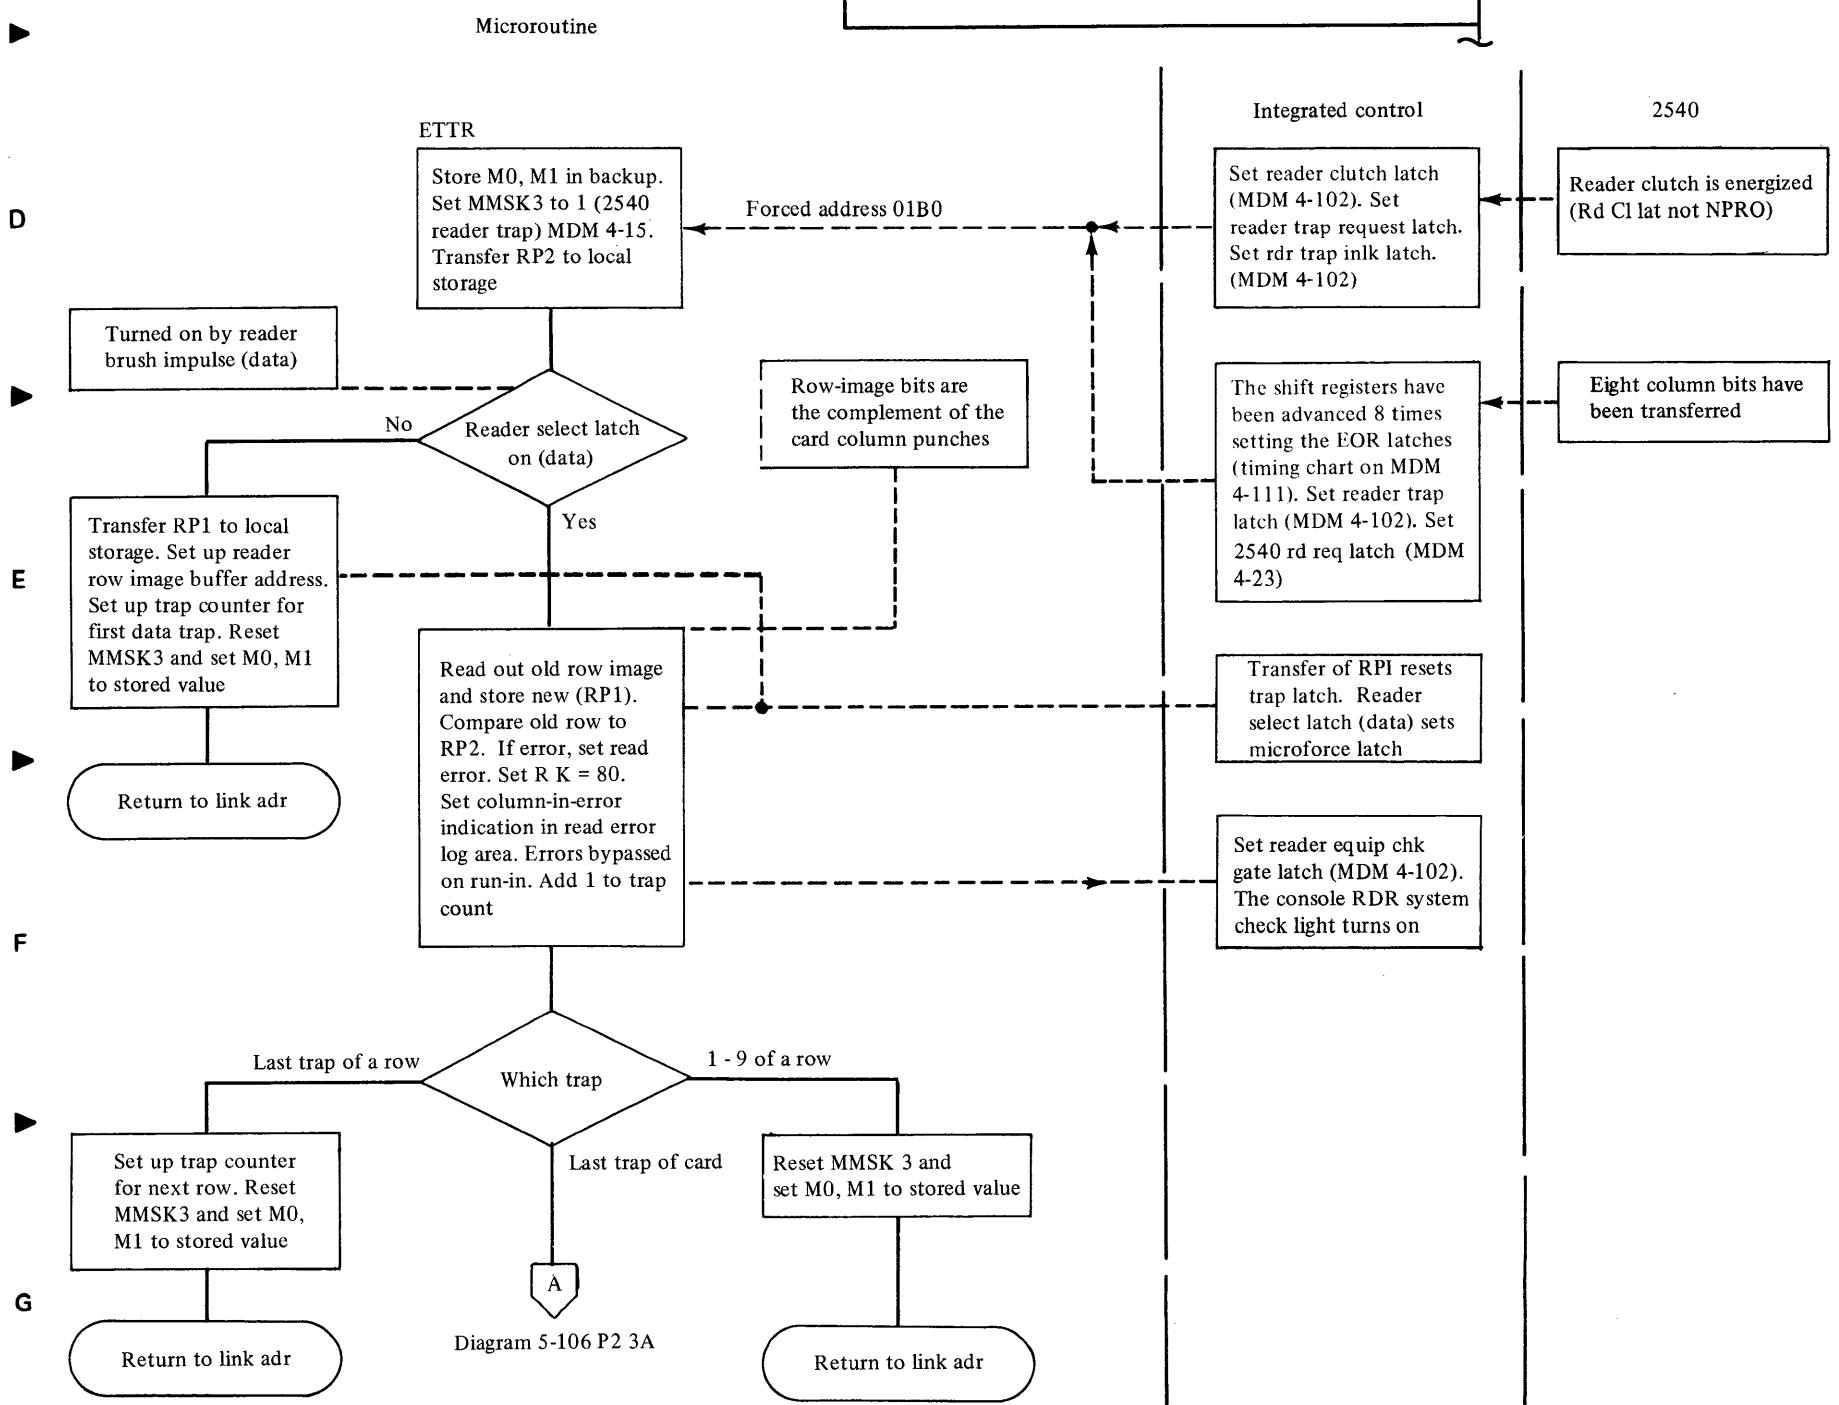 Microroutine
Integrated control
2540
ETTR
Store M0, M1 in backup.
Set MMSK3 to 1 (2540
reader trap) MDM 4-15.
Transfer RP2 to local
storage
Forced address 01B0
Set reader clutch latch
(MDM 4-102). Set
reader trap request latch.
Set rdr trap inlk latch.
(MDM 4-102)
Reader clutch is energized
(Rd Cl lat not NPRO)
D
Turned on by reader
brush impulse (data)
No
Reader select latch
on (data)
Yes
Row-image bits are
the complement of the
card column punches
The shift registers have
been advanced 8 times
setting the EOR latches
(timing chart on MDM
4-111). Set reader trap
latch (MDM 4-102). Set
2540 rd req latch (MDM
4-23)
Eight column bits have
been transferred
E
Transfer RP1 to local
storage. Set up reader
row image buffer address.
Set up trap counter for
first data trap. Reset
MMSK3 and set M0, M1
to stored value
Return to link adr
Read out old row image
and store new (RP1).
Compare old row to
RP2. If error, set read
error. Set R K = 80.
Set column-in-error
indication in read error
log area. Errors bypassed
on run-in. Add 1 to trap
count
Transfer of RPI resets
trap latch. Reader
select latch (data) sets
microforce latch
Set reader equip chk
gate latch (MDM 4-102).
The console RDR system
check light turns on
F
Last trap of a row
Which trap
1 - 9 of a row
Last trap of card
Set up trap counter
for next row. Reset
MMSK3 and set M0,
M1 to stored value
Reset MMSK 3 and
set M0, M1 to stored value
G
A
Diagram 5-106 P2 3A
Return to link adr
Return to link adr